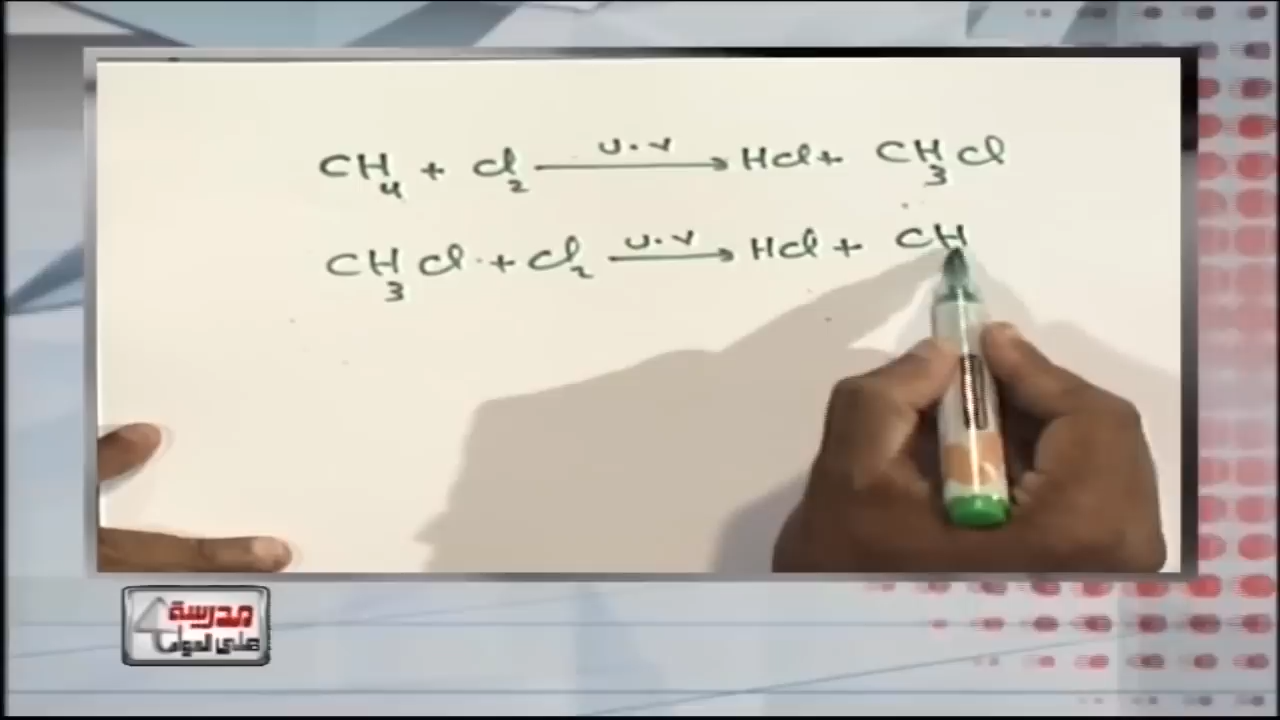 CH₄ + Cl₂ —U.V→ HCl + CH₃Cl
CH₃Cl + Cl₂ —U.V→ HCl + CH
مدرسة
على الهواء